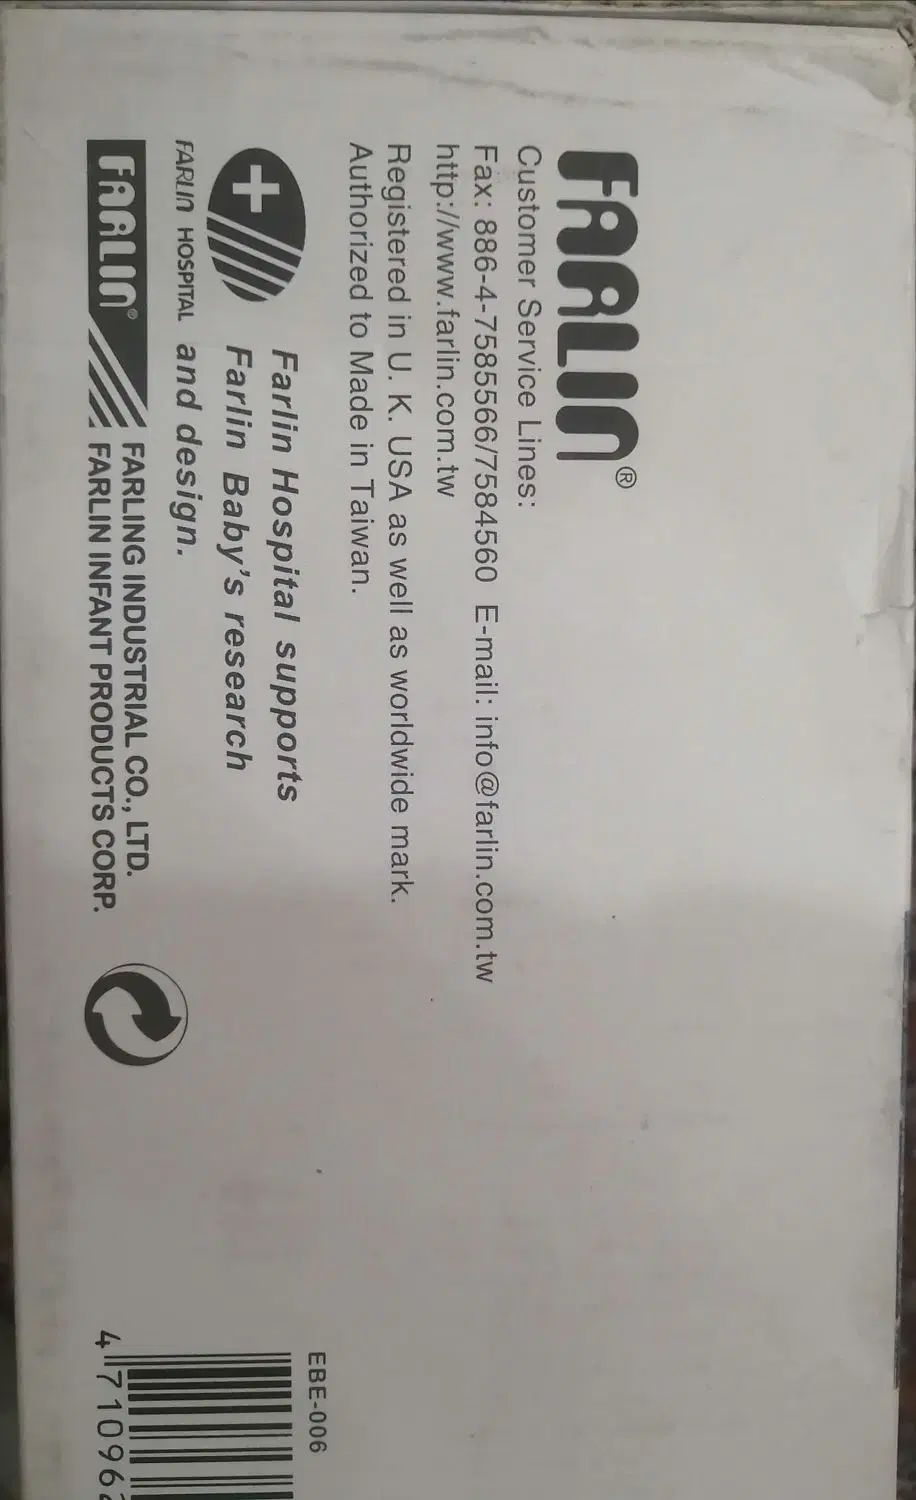 FARLIN®
Customer Service Lines:
Fax: 886-4-7585566/7584560 E-mail: info@farlin.com.tw
http://www.farlin.com.tw
Registered in U. K. USA as well as worldwide mark.
Authorized to Made in Taiwan.
Farlin Hospital supports
Farlin Baby's research
FARLIN HOSPITAL and design.
FARLIN®
FARLING INDUSTRIAL CO., LTD.
FARLIN INFANT PRODUCTS CORP.
EBE-006
4 71096